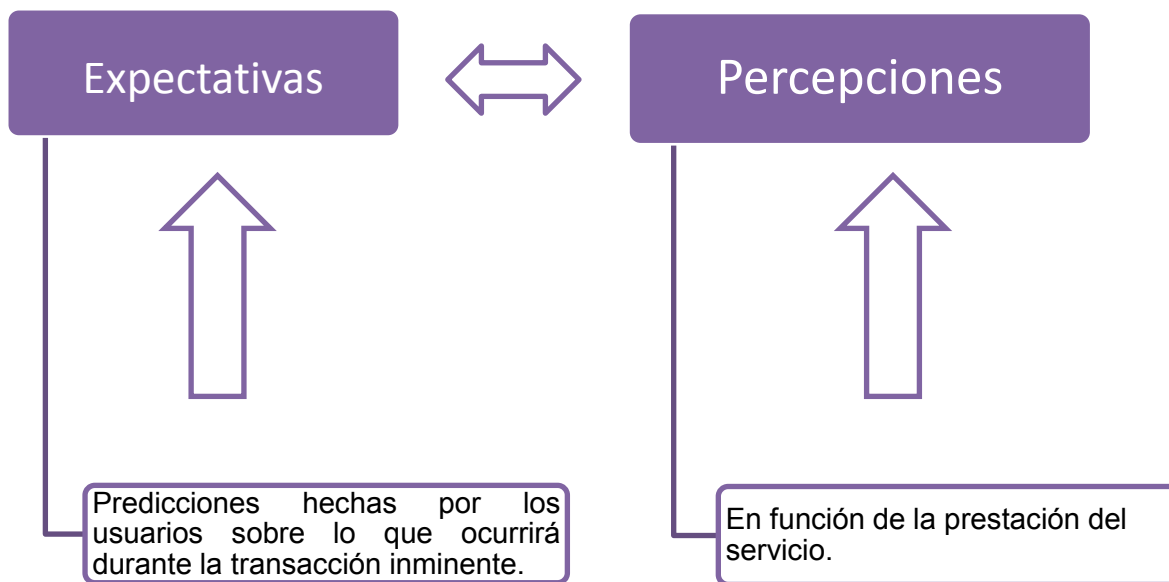 Expectativas
Percepciones
Predicciones hechas por los
usuarios sobre lo que ocurrirá
durante la transacción inminente.
En función de la prestación del
servicio.